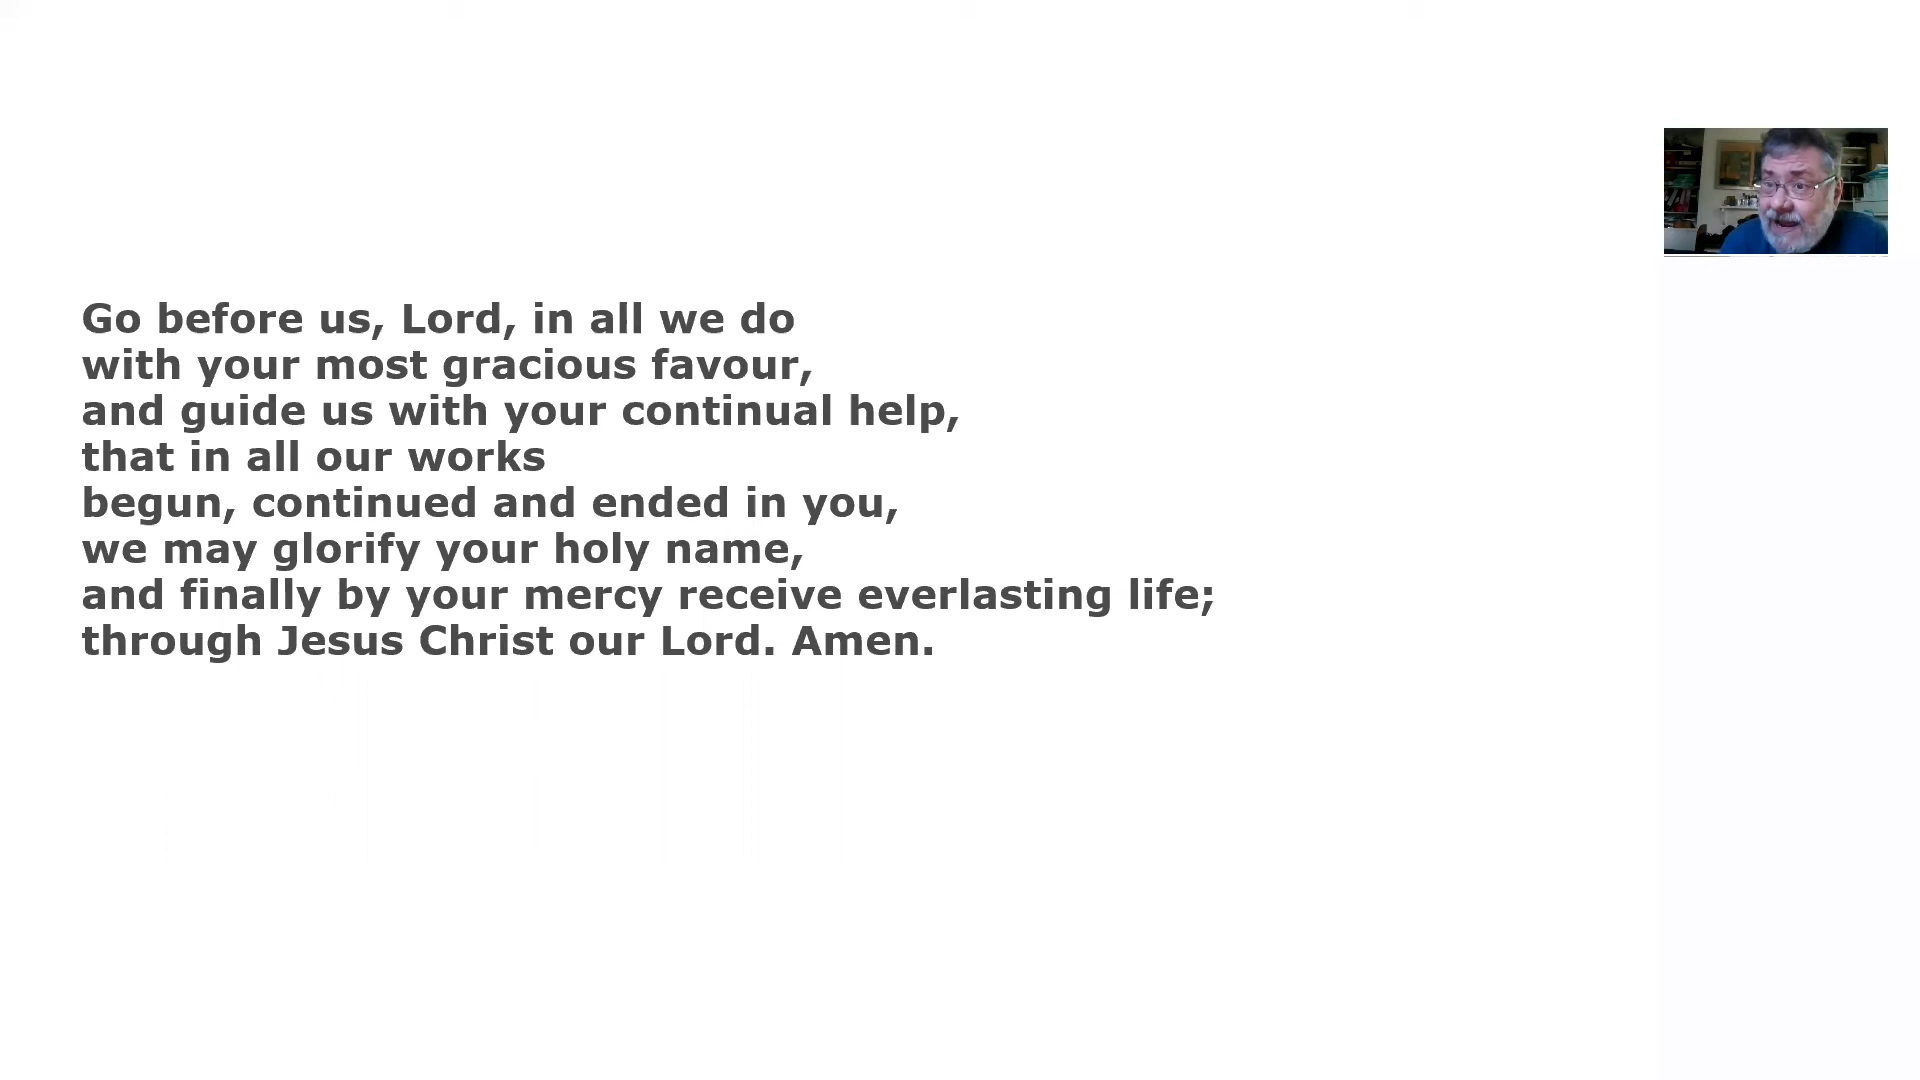 Go before us, Lord, in all we do
with your most gracious favour,
and guide us with your continual help,
that in all our works
begun, continued and ended in you,
we may glorify your holy name,
and finally by your mercy receive everlasting life;
through Jesus Christ our Lord. Amen.